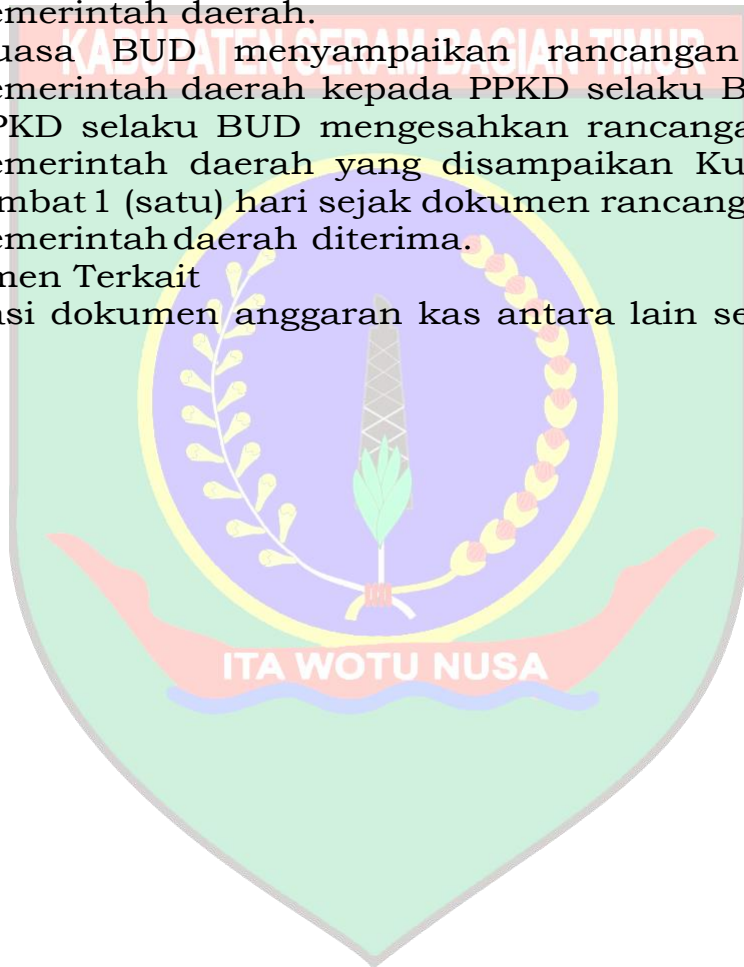 emerintah daerah.
KABUPATEN SERAM BAGIAN TIMUR
uasa BUD menyampaikan rancangan
emerintah daerah kepada PPKD selaku B
PKD selaku BUD mengesahkan rancanga
emerintah daerah yang disampaikan Ku
mbat 1 (satu) hari sejak dokumen rancang
emerintah daerah diterima.
men Terkait
asi dokumen anggaran kas antara lain se
ITA WOTU NUSA